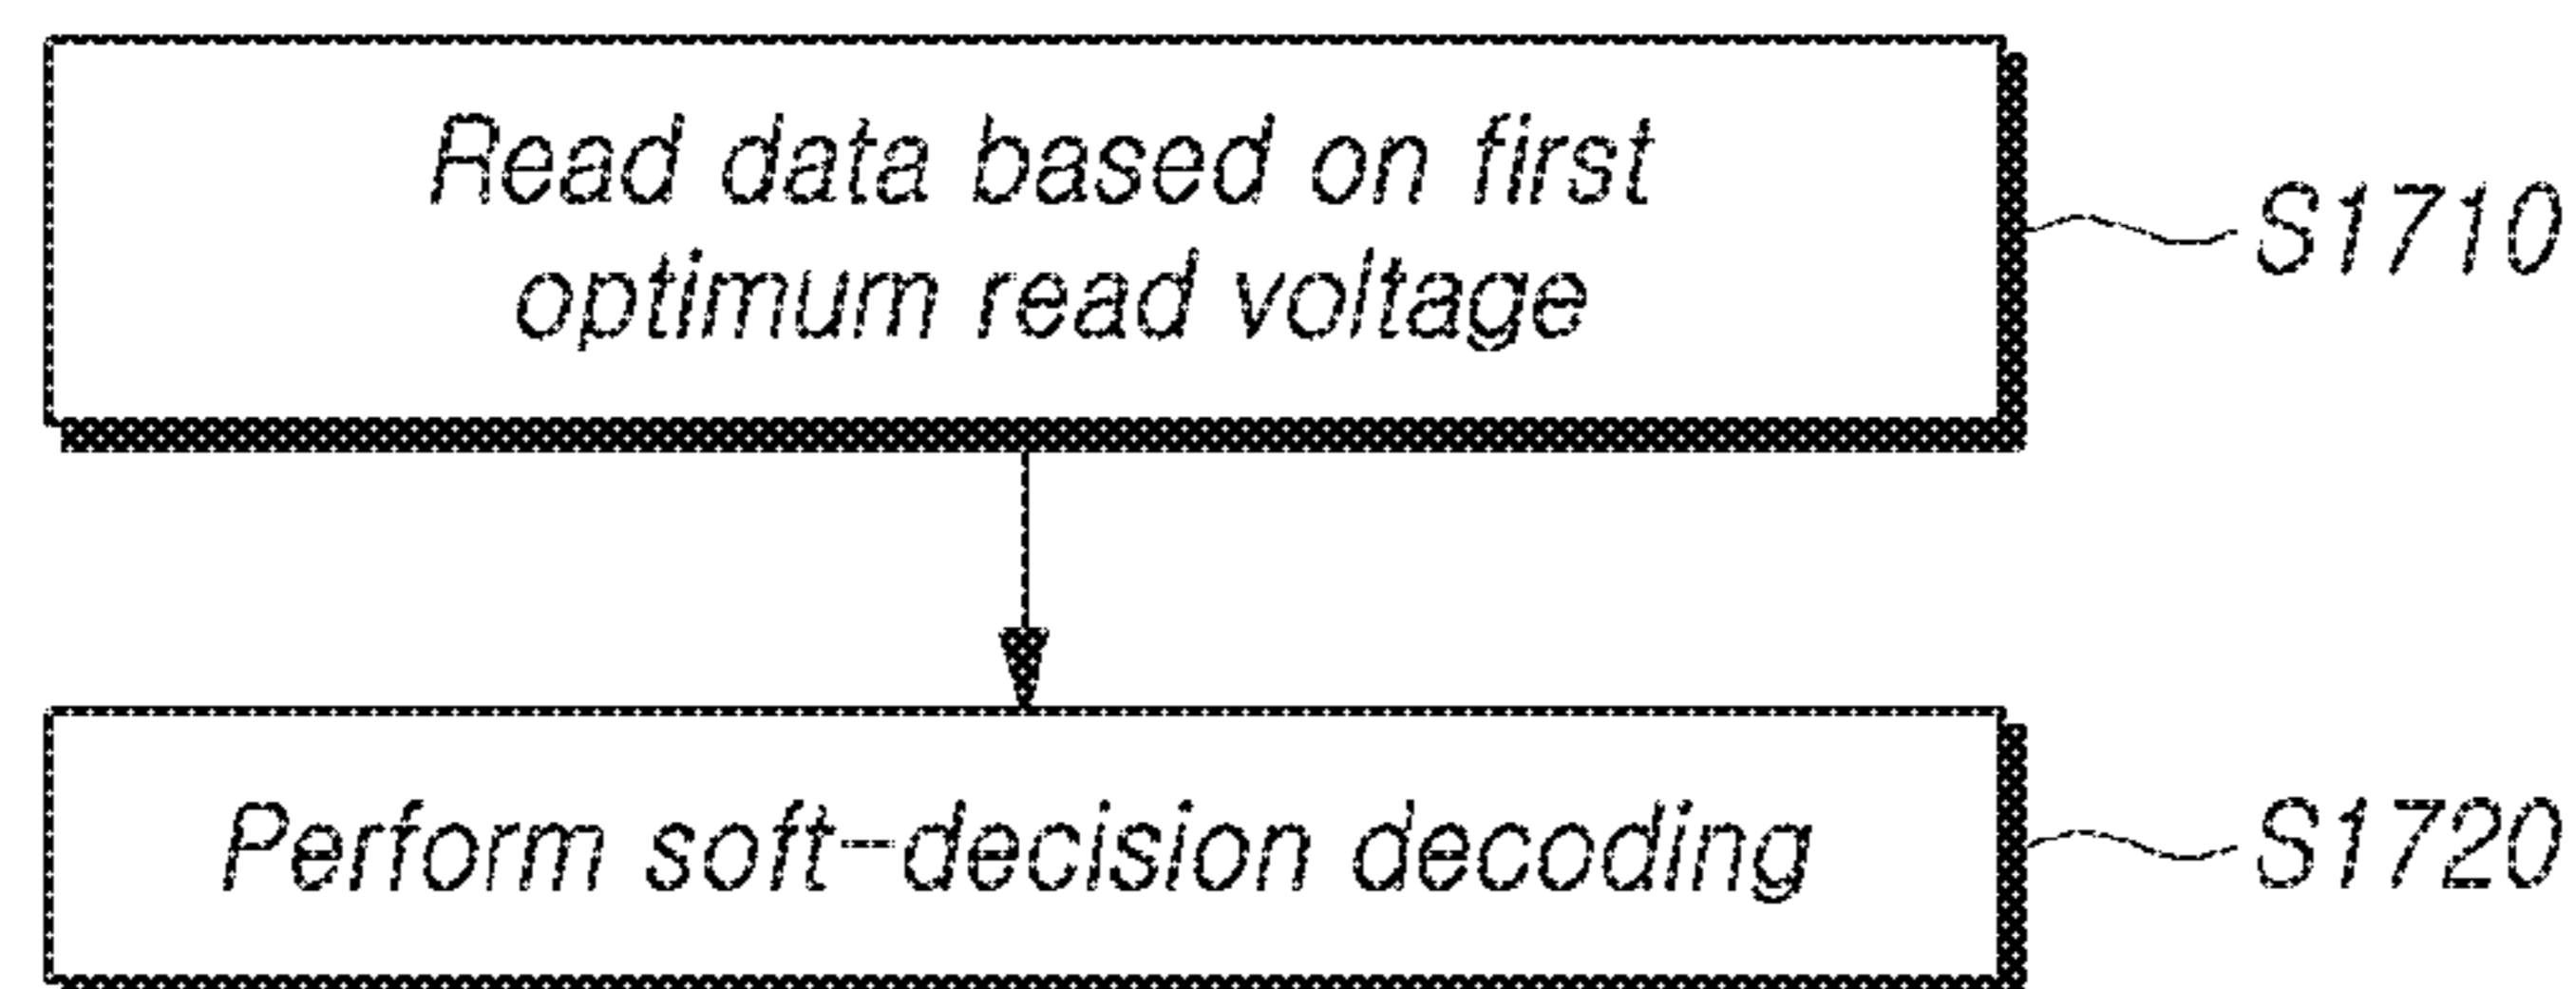 Read data based on first
optimum read voltage
S1710
Perform soft-decision decoding
S1720